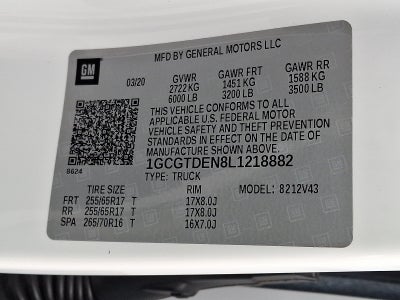 MFD BY GENERAL MOTORS LLC
GM
03/20 GVWR GAWR FRT GAWR RR
2722 KG 1451 KG 1588 KG
6000 LB 3200 LB 3500 LB
THIS VEHICLE CONFORMS TO ALL
APPLICABLE U.S. FEDERAL MOTOR
VEHICLE SAFETY AND THEFT PREVENTION
STANDARDS IN EFFECT ON THE DATE OF
MANUFACTURE SHOWN ABOVE.
8624 1GCGTDEN8L1218882
TYPE: TRUCK
TIRE SIZE RIM MODEL: 8212V43
FRT 255/65R17 T 17X8.0J
RR 255/65R17 T 17X8.0J
SPA 265/70R16 T 16X7.0J